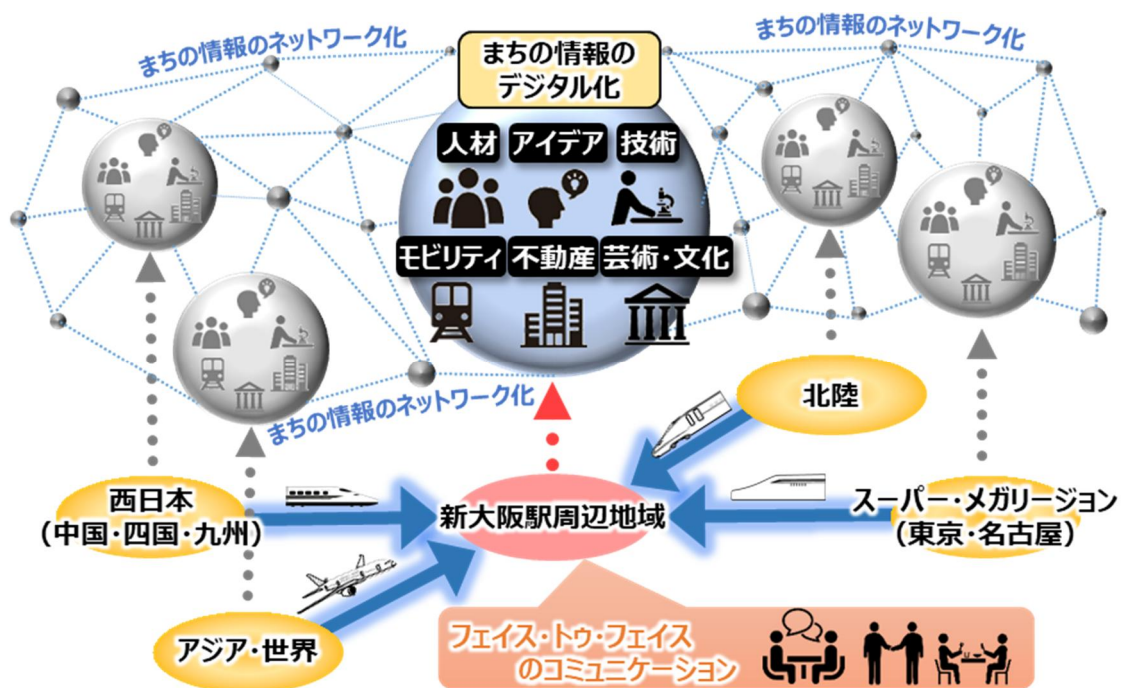 まちの情報のネットワーク化
まちの情報の
デジタル化
まちの情報のネットワーク化
人材
アイデア
技術
モビリティ
不動産
芸術・文化
まちの情報のネットワーク化
北陸
西日本
(中国・四国・九州)
新大阪駅周辺地域
スーパー・メガリージョン
(東京・名古屋)
アジア・世界
フェイス・トゥ・フェイス
のコミュニケーション